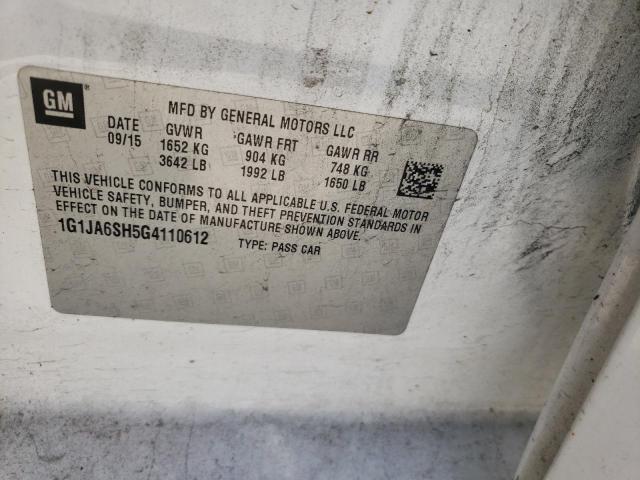 GM
MFD BY GENERAL MOTORS LLC
DATE GVWR GAWR FRT GAWR RR
09/15 1652 KG 904 KG 748 KG
3642 LB 1992 LB 1650 LB
THIS VEHICLE CONFORMS TO ALL APPLICABLE U.S. FEDERAL MOTOR
VEHICLE SAFETY, BUMPER, AND THEFT PREVENTION STANDARDS IN
EFFECT ON THE DATE OF MANUFACTURE SHOWN ABOVE.
1G1JA6SH5G4110612 TYPE: PASS CAR